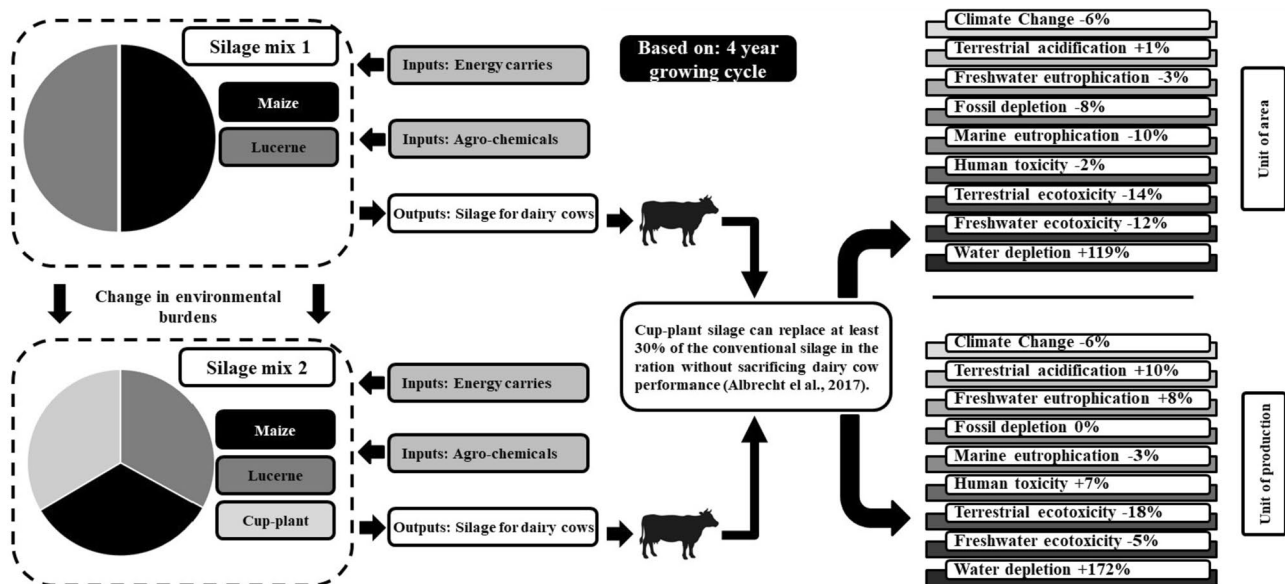 Silage mix 1
Maize
Lucerne
Inputs: Energy carries
Inputs: Agro-chemicals
Outputs: Silage for dairy cows
Based on: 4 year
growing cycle
Change in environmental
burdens
Silage mix 2
Maize
Lucerne
Cup-plant
Inputs: Energy carries
Inputs: Agro-chemicals
Outputs: Silage for dairy cows
Cup-plant silage can replace at least
30% of the conventional silage in the
ration without sacrificing dairy cow
performance (Albrecht el al., 2017).
Climate Change -6%
Terrestrial acidification +1%
Freshwater eutrophication -3%
Fossil depletion -8%
Marine eutrophication -10%
Human toxicity -2%
Terrestrial ecotoxicity -14%
Freshwater ecotoxicity -12%
Water depletion +119%
Unit of area
Climate Change -6%
Terrestrial acidification +10%
Freshwater eutrophication +8%
Fossil depletion 0%
Marine eutrophication -3%
Human toxicity +7%
Terrestrial ecotoxicity -18%
Freshwater ecotoxicity -5%
Water depletion +172%
Unit of production